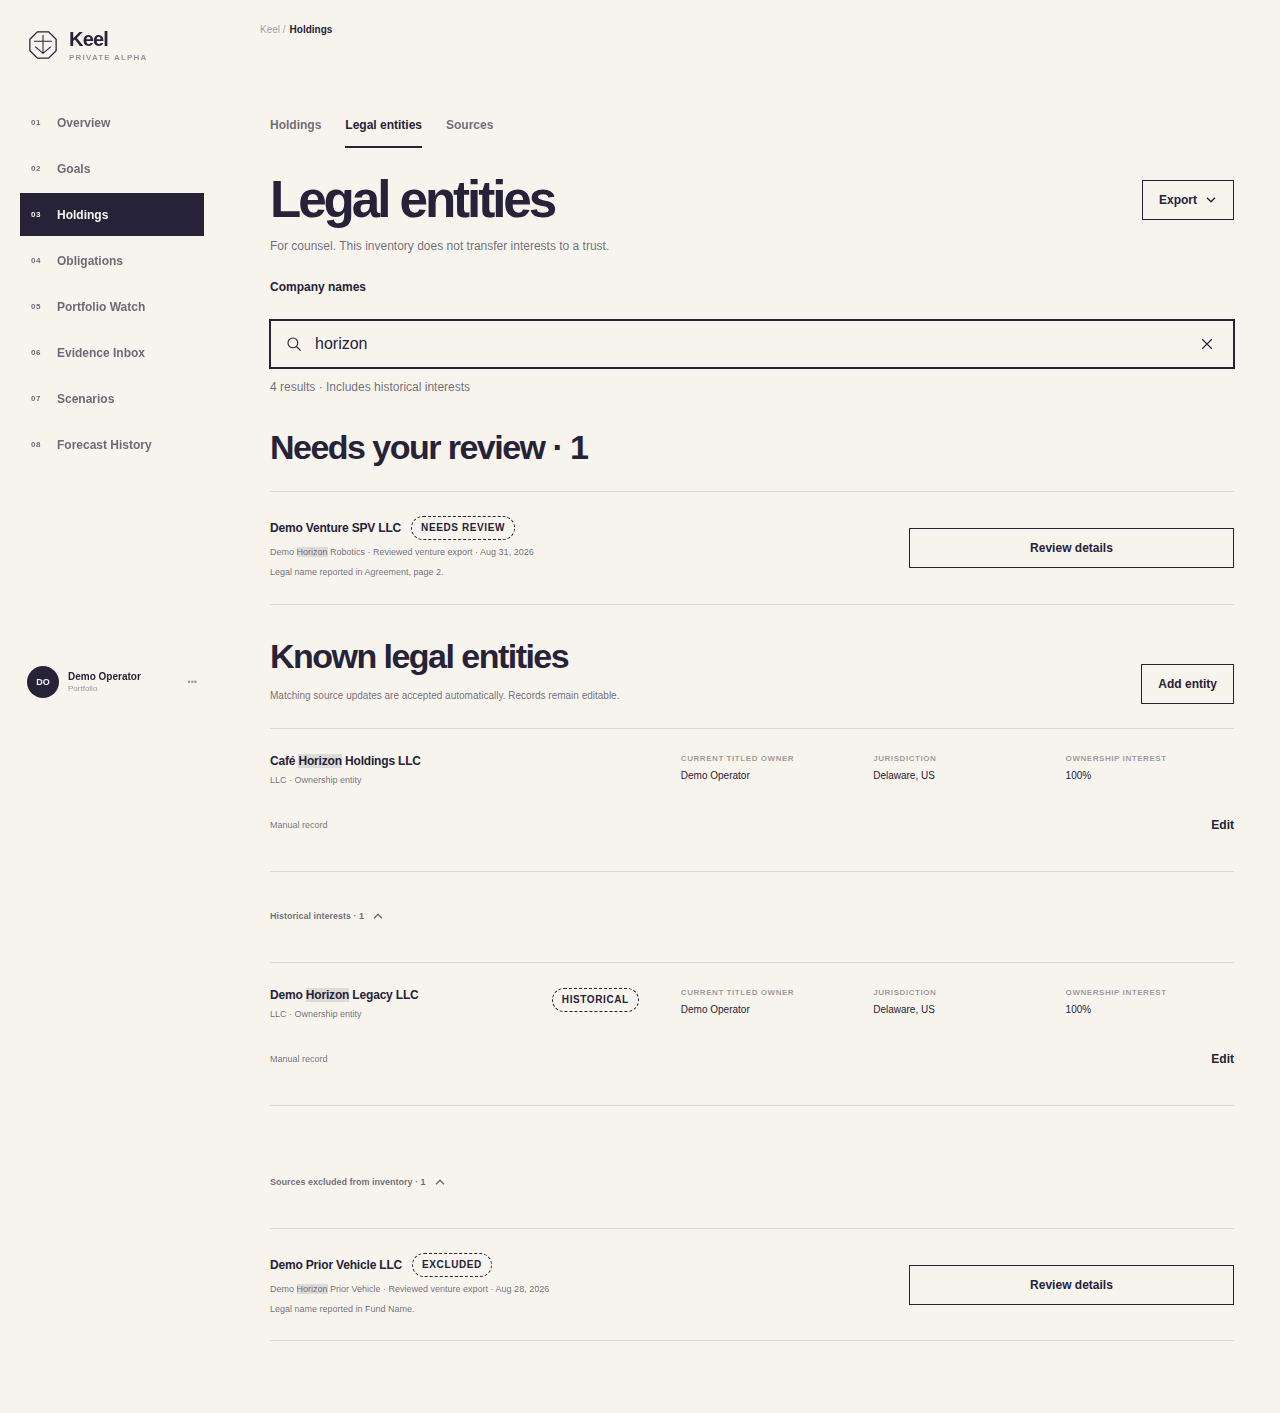 Keel
PRIVATE ALPHA
Keel / Holdings
01 Overview
02 Goals
03 Holdings
04 Obligations
05 Portfolio Watch
06 Evidence Inbox
07 Scenarios
08 Forecast History
DO
Demo Operator
Portfolio
Holdings Legal entities Sources
Legal entities
Export
For counsel. This inventory does not transfer interests to a trust.
Company names
horizon
4 results · Includes historical interests
Needs your review · 1
Demo Venture SPV LLC NEEDS REVIEW
Demo Horizon Robotics · Reviewed venture export · Aug 31, 2026
Legal name reported in Agreement, page 2.
Review details
Known legal entities
Matching source updates are accepted automatically. Records remain editable.
Add entity
Café Horizon Holdings LLC
LLC · Ownership entity
CURRENT TITLED OWNER
Demo Operator
JURISDICTION
Delaware, US
OWNERSHIP INTEREST
100%
Manual record
Edit
Historical interests · 1
Demo Horizon Legacy LLC
LLC · Ownership entity
HISTORICAL
CURRENT TITLED OWNER
Demo Operator
JURISDICTION
Delaware, US
OWNERSHIP INTEREST
100%
Manual record
Edit
Sources excluded from inventory · 1
Demo Prior Vehicle LLC EXCLUDED
Demo Horizon Prior Vehicle · Reviewed venture export · Aug 28, 2026
Legal name reported in Fund Name.
Review details